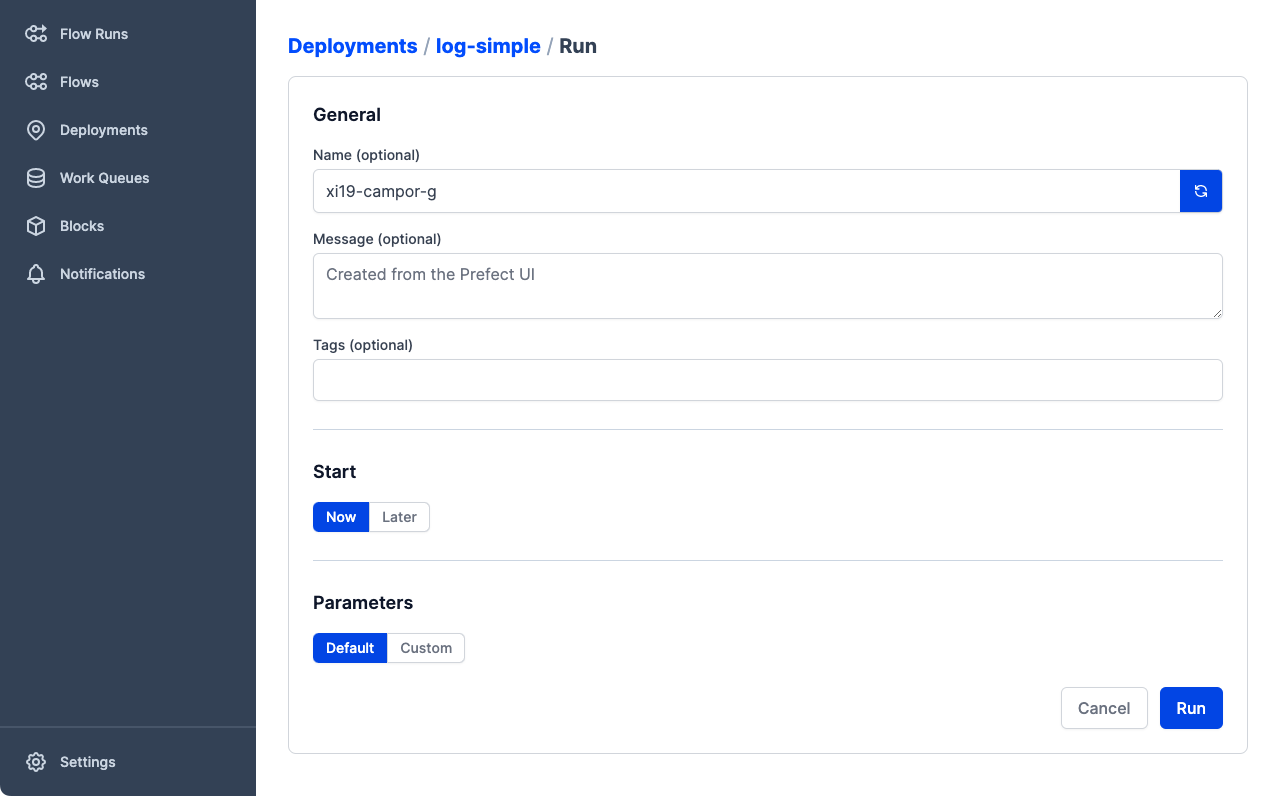 Flow Runs
Flows
Deployments
Work Queues
Blocks
Notifications
Settings
Deployments / log-simple / Run
General
Name (optional)
xi19-campor-g
Message (optional)
Created from the Prefect UI
Tags (optional)
Start
Now Later
Parameters
Default Custom
Cancel Run